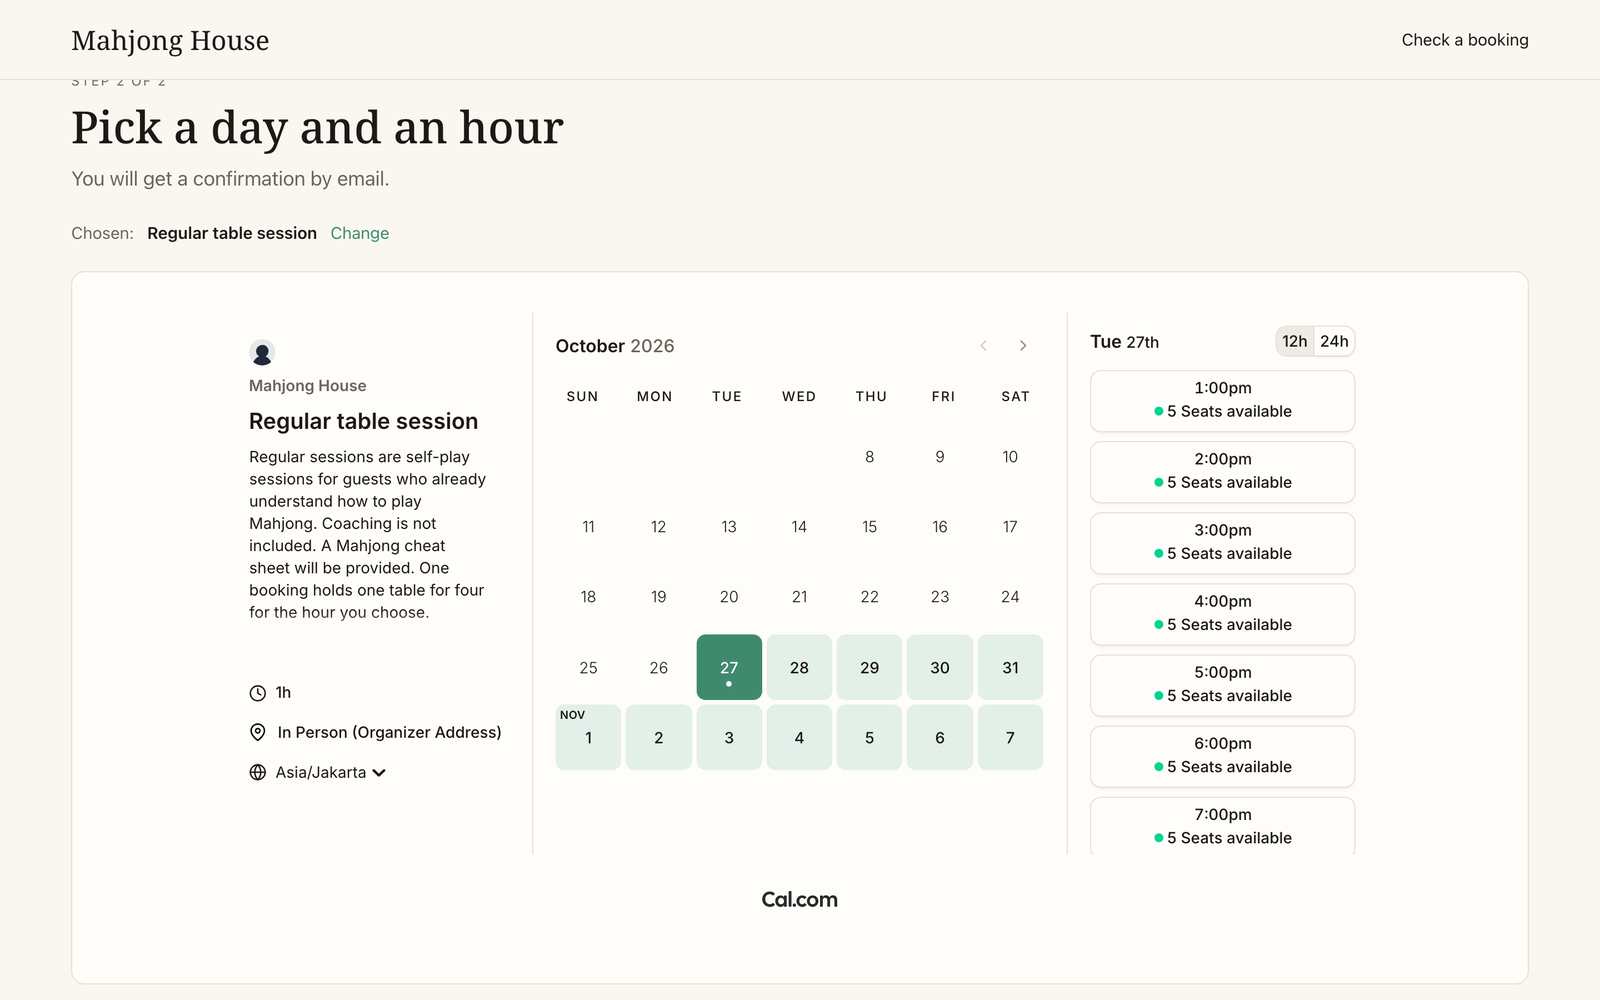 Mahjong House
Check a booking
STEP 2 OF 2
Pick a day and an hour
You will get a confirmation by email.
Chosen: Regular table session Change
Mahjong House
Regular table session
Regular sessions are self-play
sessions for guests who already
understand how to play
Mahjong. Coaching is not
included. A Mahjong cheat
sheet will be provided. One
booking holds one table for four
for the hour you choose.
1h
In Person (Organizer Address)
Asia/Jakarta
October 2026
SUN MON TUE WED THU FRI SAT
8 9 10
11 12 13 14 15 16 17
18 19 20 21 22 23 24
25 26 27 28 29 30 31
NOV
1 2 3 4 5 6 7
Tue 27th
12h 24h
1:00pm
5 Seats available
2:00pm
5 Seats available
3:00pm
5 Seats available
4:00pm
5 Seats available
5:00pm
5 Seats available
6:00pm
5 Seats available
7:00pm
5 Seats available
Cal.com